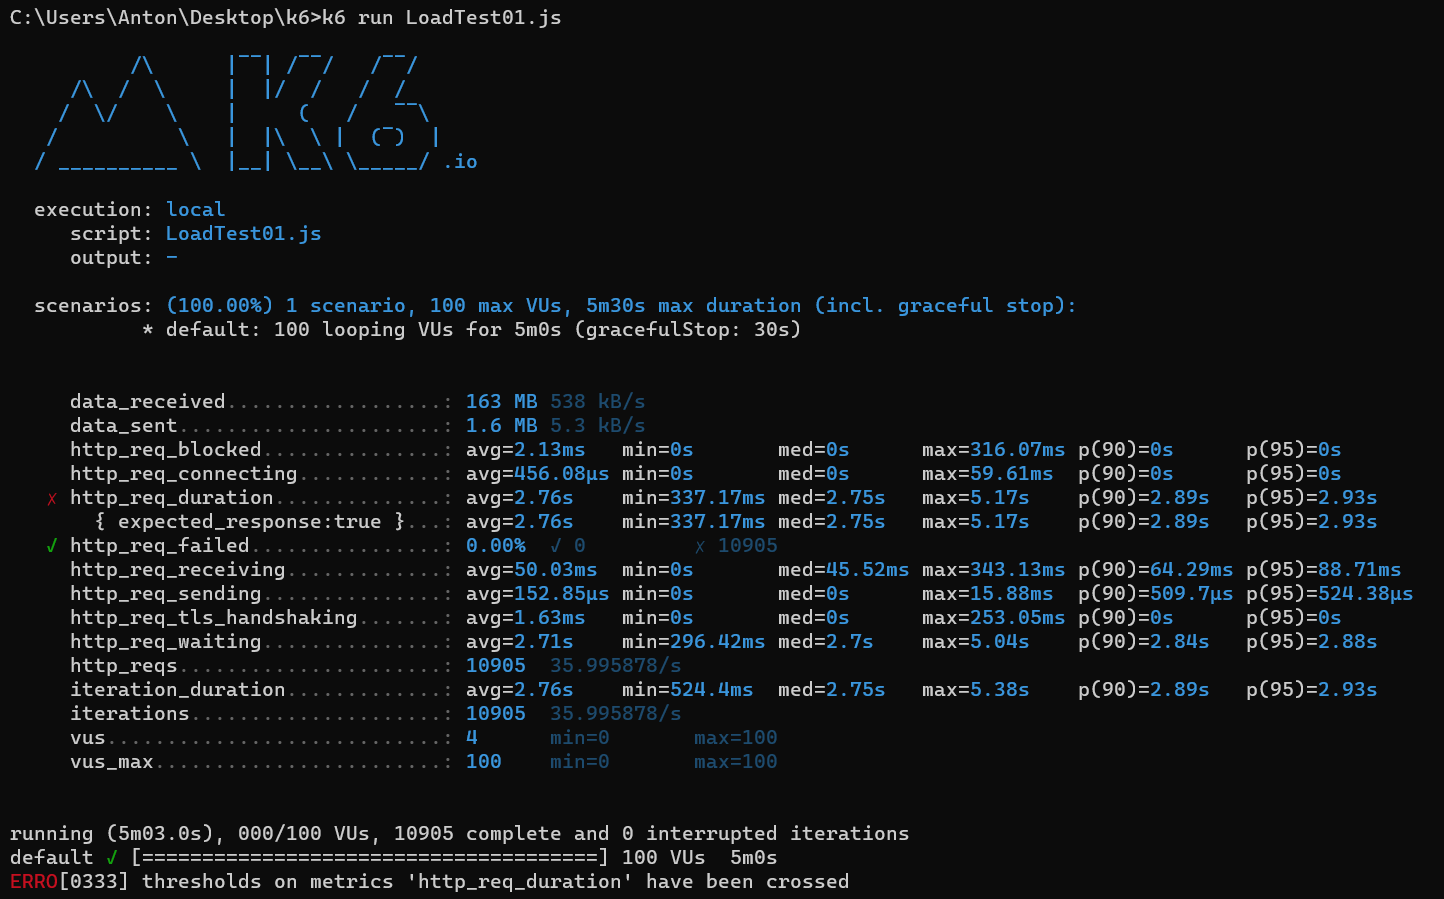 C:\Users\Anton\Desktop\k6>k6 run LoadTest01.js
          /\      |‾‾| /‾‾/   /‾‾/
     /\  /  \     |  |/  /   /  /
    /  \/    \    |     (   /   ‾‾\
   /          \   |  |\  \ |  (‾)  |
  / __________ \  |__| \__\ \_____/ .io
  execution: local
     script: LoadTest01.js
     output: -
  scenarios: (100.00%) 1 scenario, 100 max VUs, 5m30s max duration (incl. graceful stop):
           * default: 100 looping VUs for 5m0s (gracefulStop: 30s)
     data_received..................: 163 MB 538 kB/s
     data_sent......................: 1.6 MB 5.3 kB/s
     http_req_blocked...............: avg=2.13ms   min=0s       med=0s      max=316.07ms p(90)=0s      p(95)=0s
     http_req_connecting............: avg=456.08µs min=0s       med=0s      max=59.61ms  p(90)=0s      p(95)=0s
   ✗ http_req_duration..............: avg=2.76s    min=337.17ms med=2.75s   max=5.17s    p(90)=2.89s   p(95)=2.93s
       { expected_response:true }...: avg=2.76s    min=337.17ms med=2.75s   max=5.17s    p(90)=2.89s   p(95)=2.93s
   ✓ http_req_failed................: 0.00%  ✓ 0         ✗ 10905
     http_req_receiving.............: avg=50.03ms  min=0s       med=45.52ms max=343.13ms p(90)=64.29ms p(95)=88.71ms
     http_req_sending...............: avg=152.85µs min=0s       med=0s      max=15.88ms  p(90)=509.7µs p(95)=524.38µs
     http_req_tls_handshaking.......: avg=1.63ms   min=0s       med=0s      max=253.05ms p(90)=0s      p(95)=0s
     http_req_waiting...............: avg=2.71s    min=296.42ms med=2.7s    max=5.04s    p(90)=2.84s   p(95)=2.88s
     http_reqs......................: 10905  35.995878/s
     iteration_duration.............: avg=2.76s    min=524.4ms  med=2.75s   max=5.38s    p(90)=2.89s   p(95)=2.93s
     iterations.....................: 10905  35.995878/s
     vus............................: 4      min=0       max=100
     vus_max........................: 100    min=0       max=100
running (5m03.0s), 000/100 VUs, 10905 complete and 0 interrupted iterations
default ✓ [======================================] 100 VUs  5m0s
ERRO[0333] thresholds on metrics 'http_req_duration' have been crossed